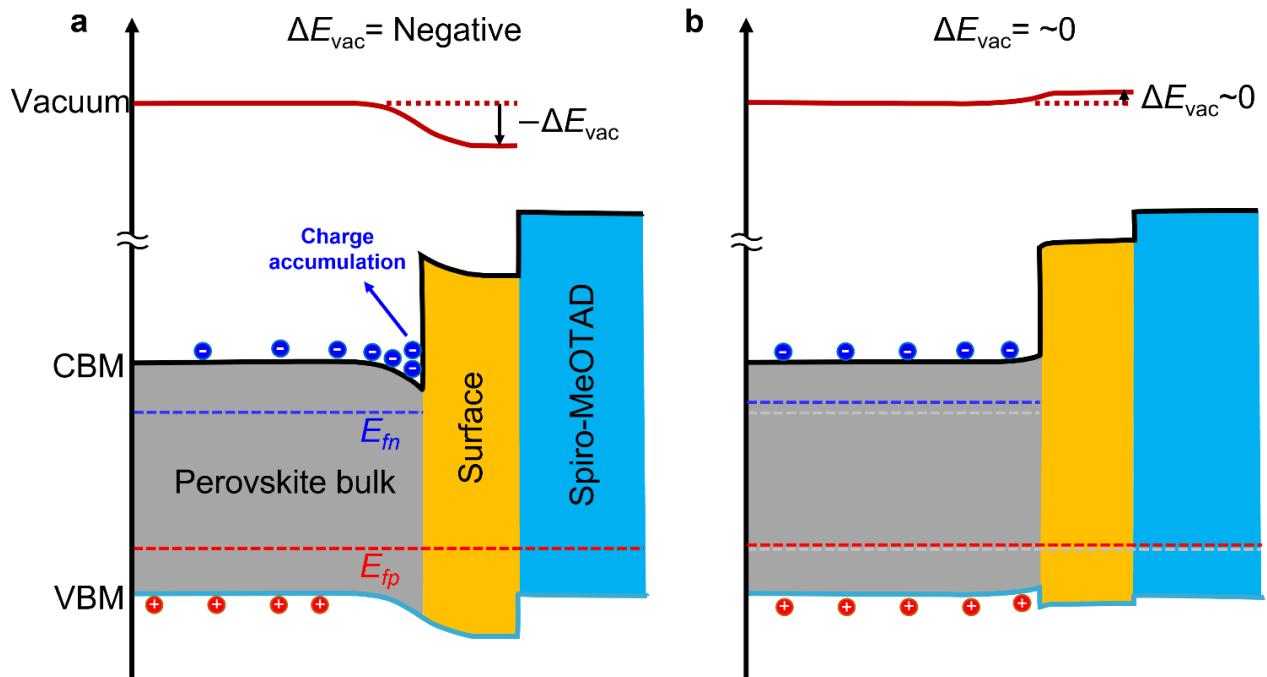 a
ΔEvac= Negative
Vacuum
−ΔEvac
Charge
accumulation
CBM
Efn
Perovskite bulk
Surface
Spiro-MeOTAD
Efp
VBM
b
ΔEvac= ~0
ΔEvac~0